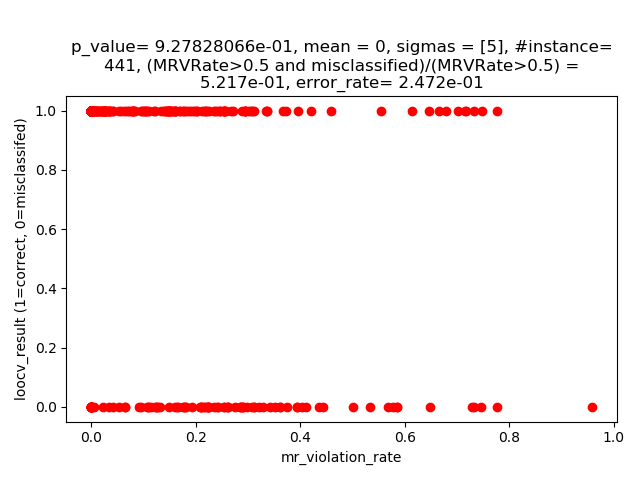 p_value= 9.27828066e-01, mean = 0, sigmas = [5], #instance=
441, (MRVRate>0.5 and misclassified)/(MRVRate>0.5) =
5.217e-01, error_rate= 2.472e-01
1.0
0.8
0.6
0.4
0.2
0.0
loocv_result (1=correct, 0=misclassifed)
0.0 0.2 0.4 0.6 0.8 1.0
mr_violation_rate